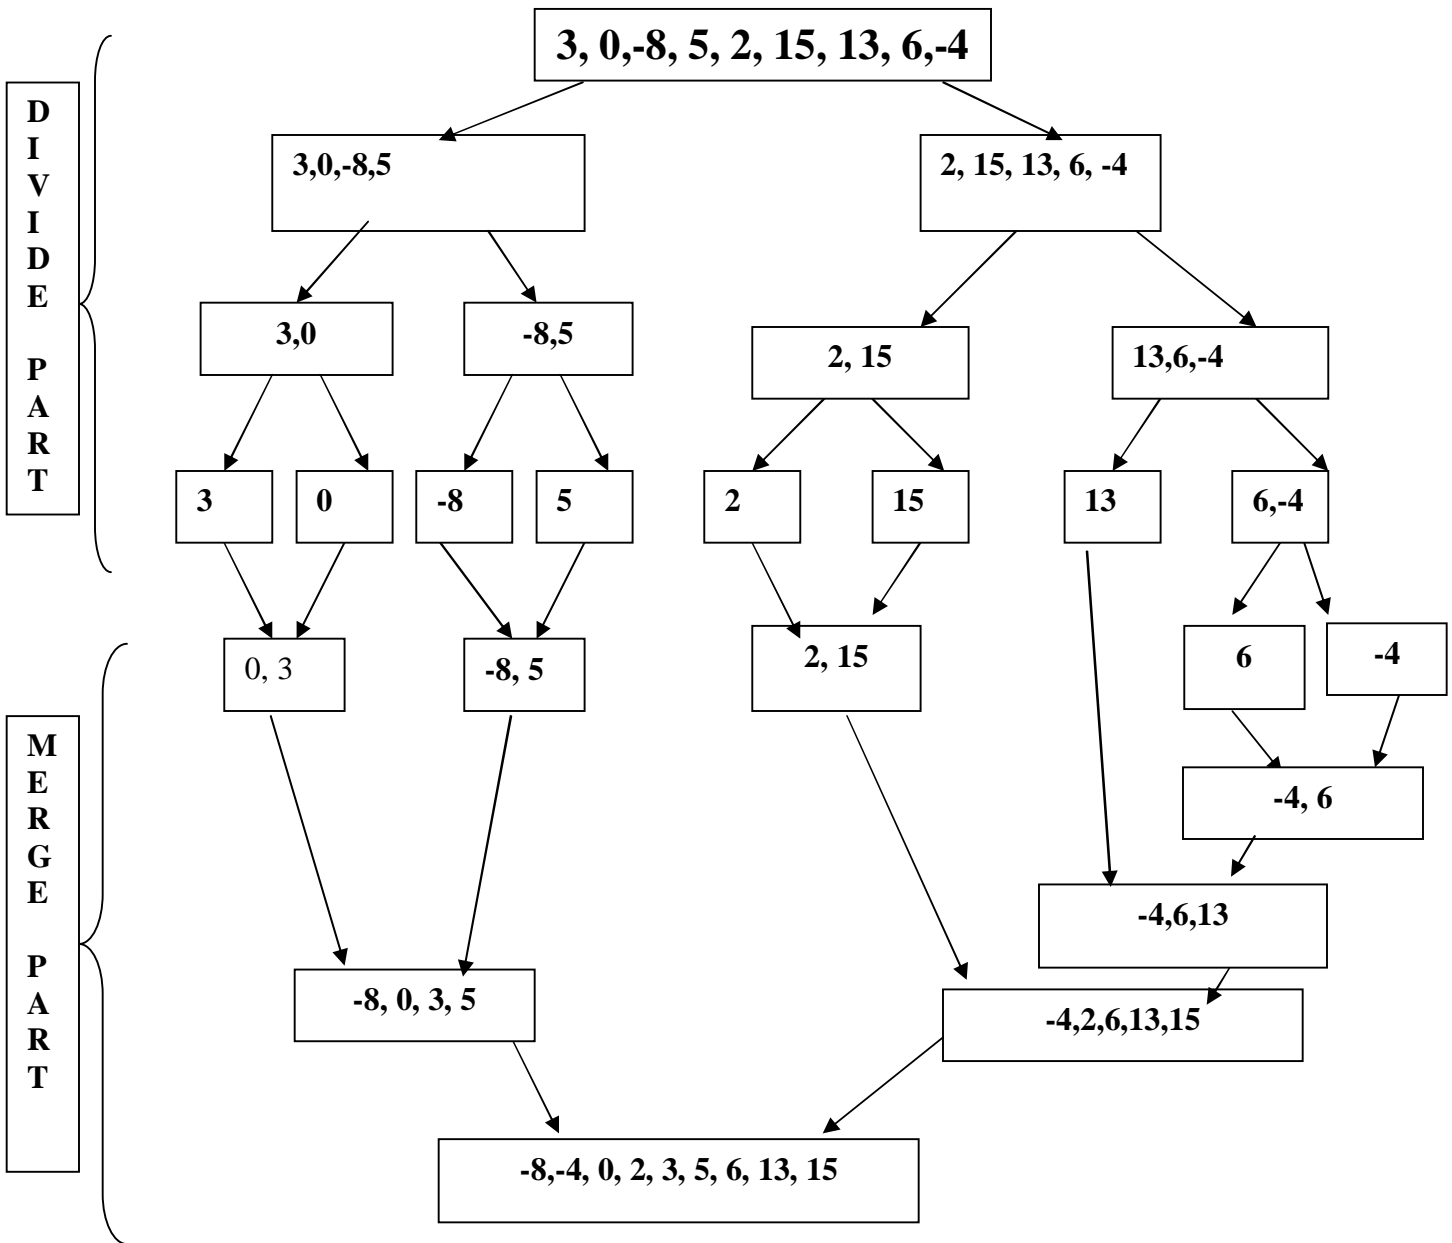 3, 0,-8, 5, 2, 15, 13, 6,-4
D
I
V
I
D
E
P
A
R
T
3,0,-8,5
2, 15, 13, 6, -4
3,0
-8,5
2, 15
13,6,-4
3
0
-8
5
2
15
13
6,-4
0, 3
-8, 5
2, 15
6
-4
M
E
R
G
E
P
A
R
T
-4, 6
-4,6,13
-8, 0, 3, 5
-4,2,6,13,15
-8,-4, 0, 2, 3, 5, 6, 13, 15